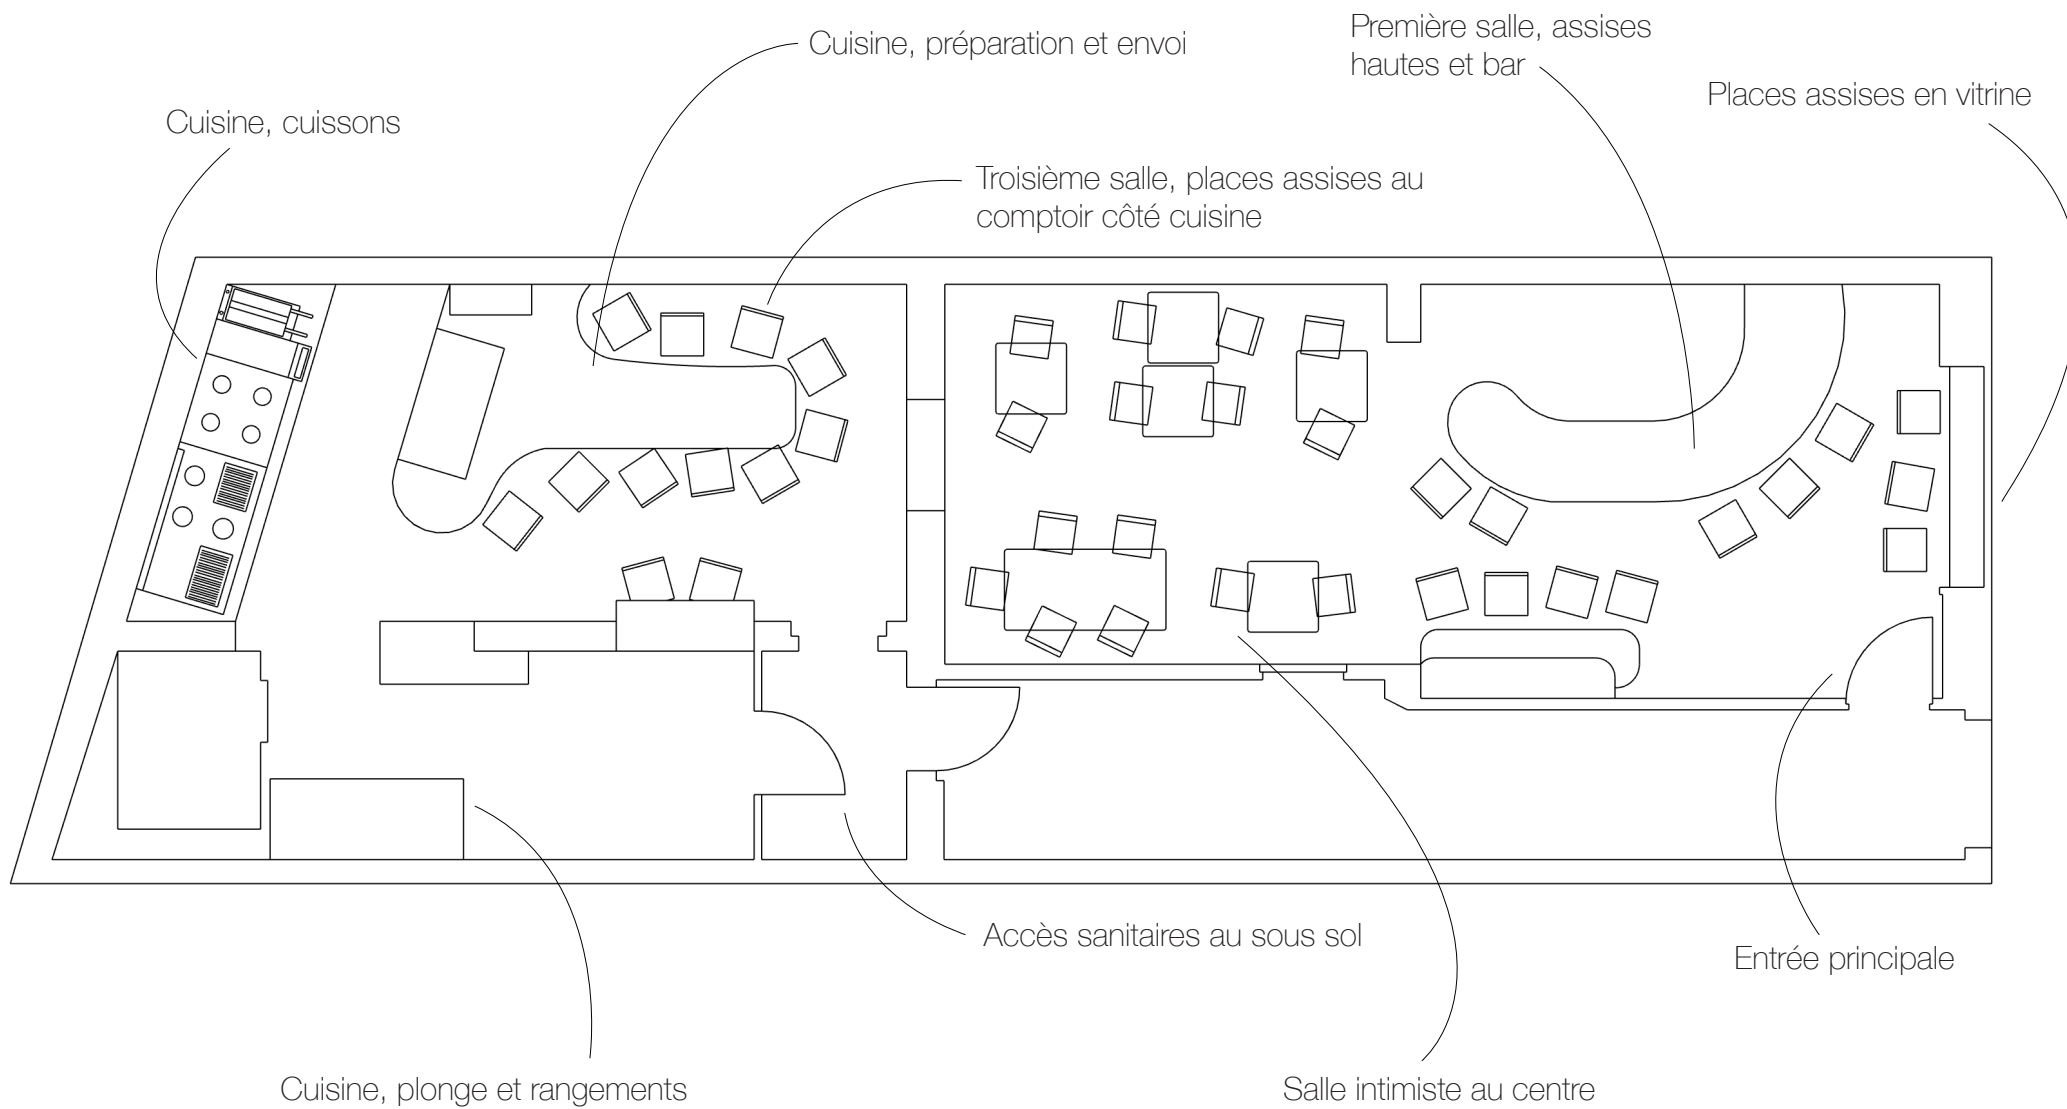 Cuisine, préparation et envoi
Première salle, assises
hautes et bar
Places assises en vitrine
Cuisine, cuissons
Troisième salle, places assises au
comptoir côté cuisine
Accès sanitaires au sous sol
Entrée principale
Cuisine, plonge et rangements
Salle intimiste au centre